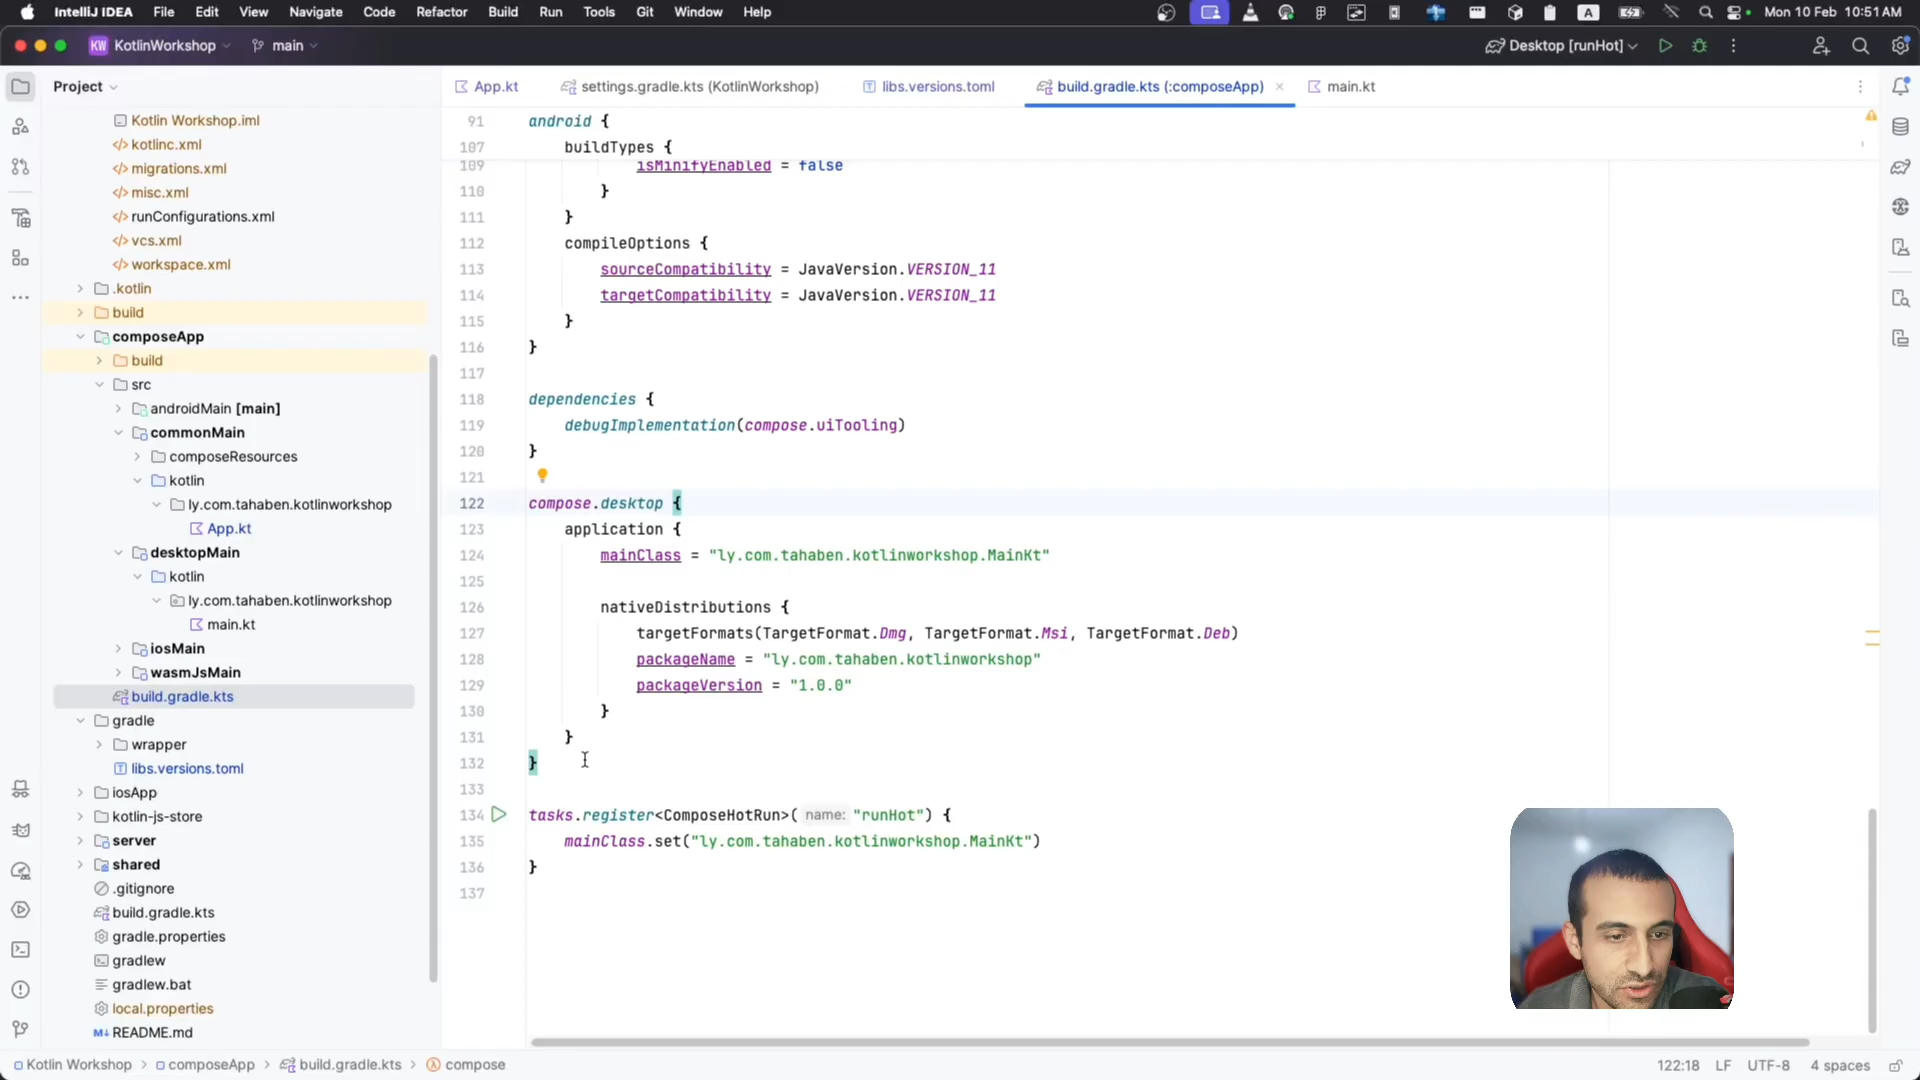 IntelliJ IDEA File Edit View Navigate Code Refactor Build Run Tools Git Window Help A Mon 10 Feb 10:51 AM
KW KotlinWorkshop main Desktop [runHot]
Project
Kotlin Workshop.iml
kotlinc.xml
migrations.xml
misc.xml
runConfigurations.xml
vcs.xml
workspace.xml
.kotlin
build
composeApp
build
src
androidMain [main]
commonMain
composeResources
kotlin
ly.com.tahaben.kotlinworkshop
App.kt
desktopMain
kotlin
ly.com.tahaben.kotlinworkshop
main.kt
iosMain
wasmJsMain
build.gradle.kts
gradle
wrapper
libs.versions.toml
iosApp
kotlin-js-store
server
shared
.gitignore
build.gradle.kts
gradle.properties
gradlew
gradlew.bat
local.properties
README.md
App.kt settings.gradle.kts (KotlinWorkshop) libs.versions.toml build.gradle.kts (:composeApp) main.kt
91 android {
107 buildTypes {
109 isMinifyEnabled = false
110 }
111 }
112 compileOptions {
113 sourceCompatibility = JavaVersion.VERSION_11
114 targetCompatibility = JavaVersion.VERSION_11
115 }
116 }
117
118 dependencies {
119 debugImplementation(compose.uiTooling)
120 }
121
122 compose.desktop {
123 application {
124 mainClass = "ly.com.tahaben.kotlinworkshop.MainKt"
125
126 nativeDistributions {
127 targetFormats(TargetFormat.Dmg, TargetFormat.Msi, TargetFormat.Deb)
128 packageName = "ly.com.tahaben.kotlinworkshop"
129 packageVersion = "1.0.0"
130 }
131 }
132 }
133
134 tasks.register<ComposeHotRun>( name: "runHot") {
135 mainClass.set("ly.com.tahaben.kotlinworkshop.MainKt")
136 }
137
Kotlin Workshop composeApp build.gradle.kts compose 122:18 LF UTF-8 4 spaces